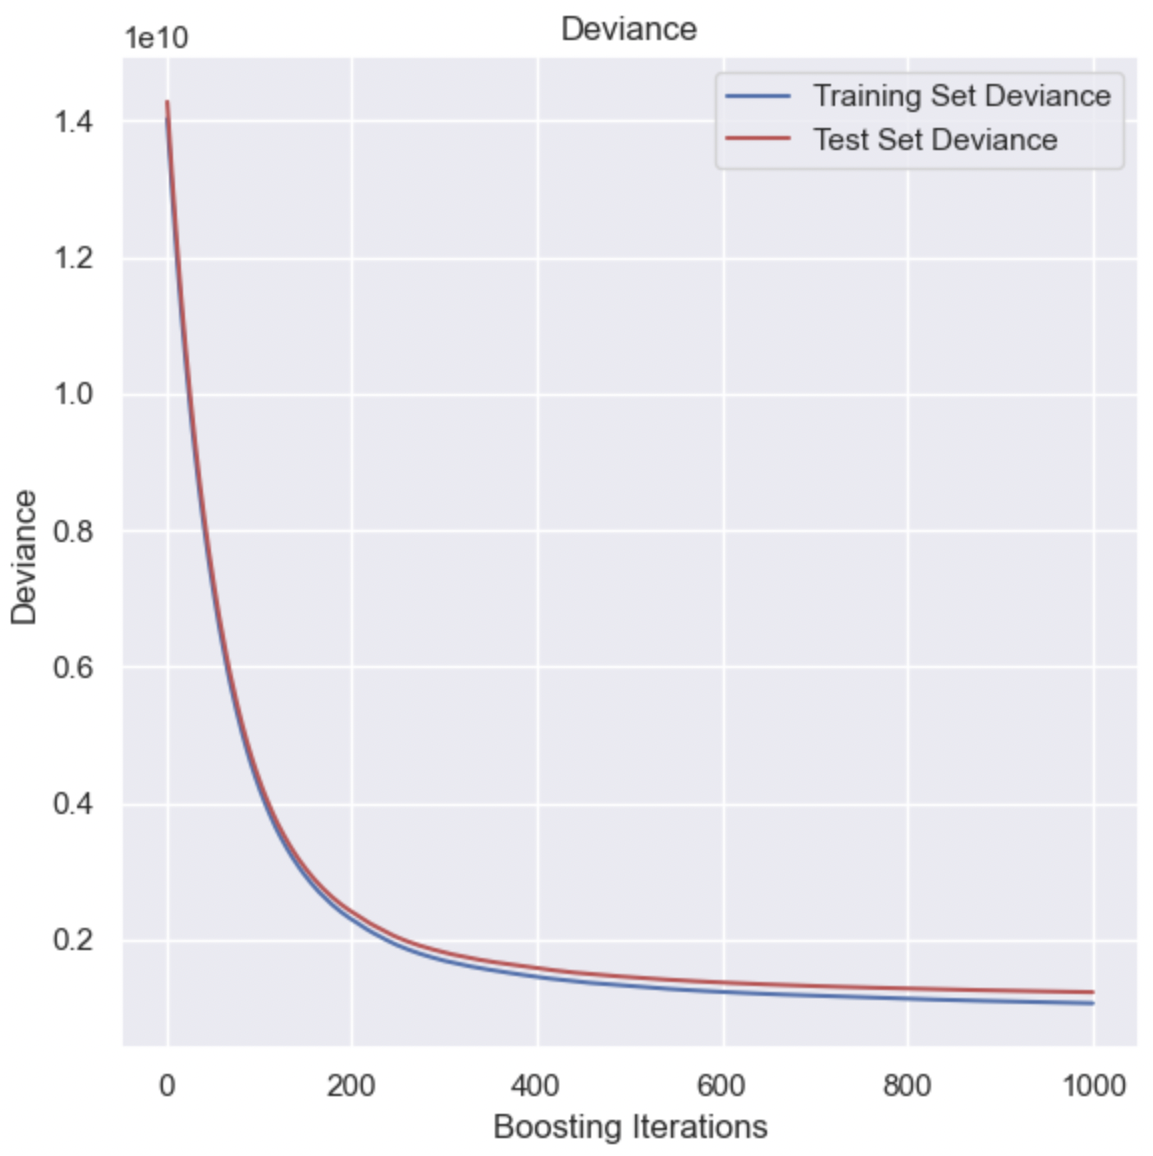 Deviance
1e10
Training Set Deviance
Test Set Deviance
1.4
1.2
1.0
0.8
0.6
0.4
0.2
Deviance
0 200 400 600 800 1000
Boosting Iterations